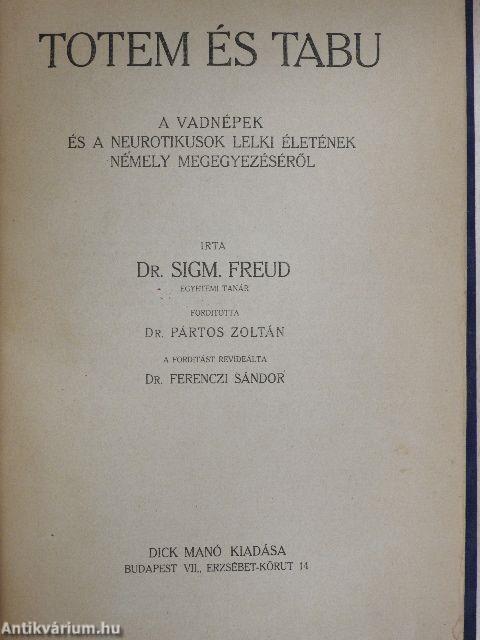 TOTEM ÉS TABU
A VADNÉPEK
ÉS A NEUROTIKUSOK LELKI ÉLETÉNEK
NÉMELY MEGEGYEZÉSÉRŐL
IRTA
DR. SIGM. FREUD
EGYETEMI TANÁR
FORDITOTTA
DR. PÁRTOS ZOLTÁN
A FORDITÁST REVIDEÁLTA
DR. FERENCZI SÁNDOR
DICK MANÓ KIADÁSA
BUDAPEST VII., ERZSÉBET-KÖRUT 14
Antikvárium.hu